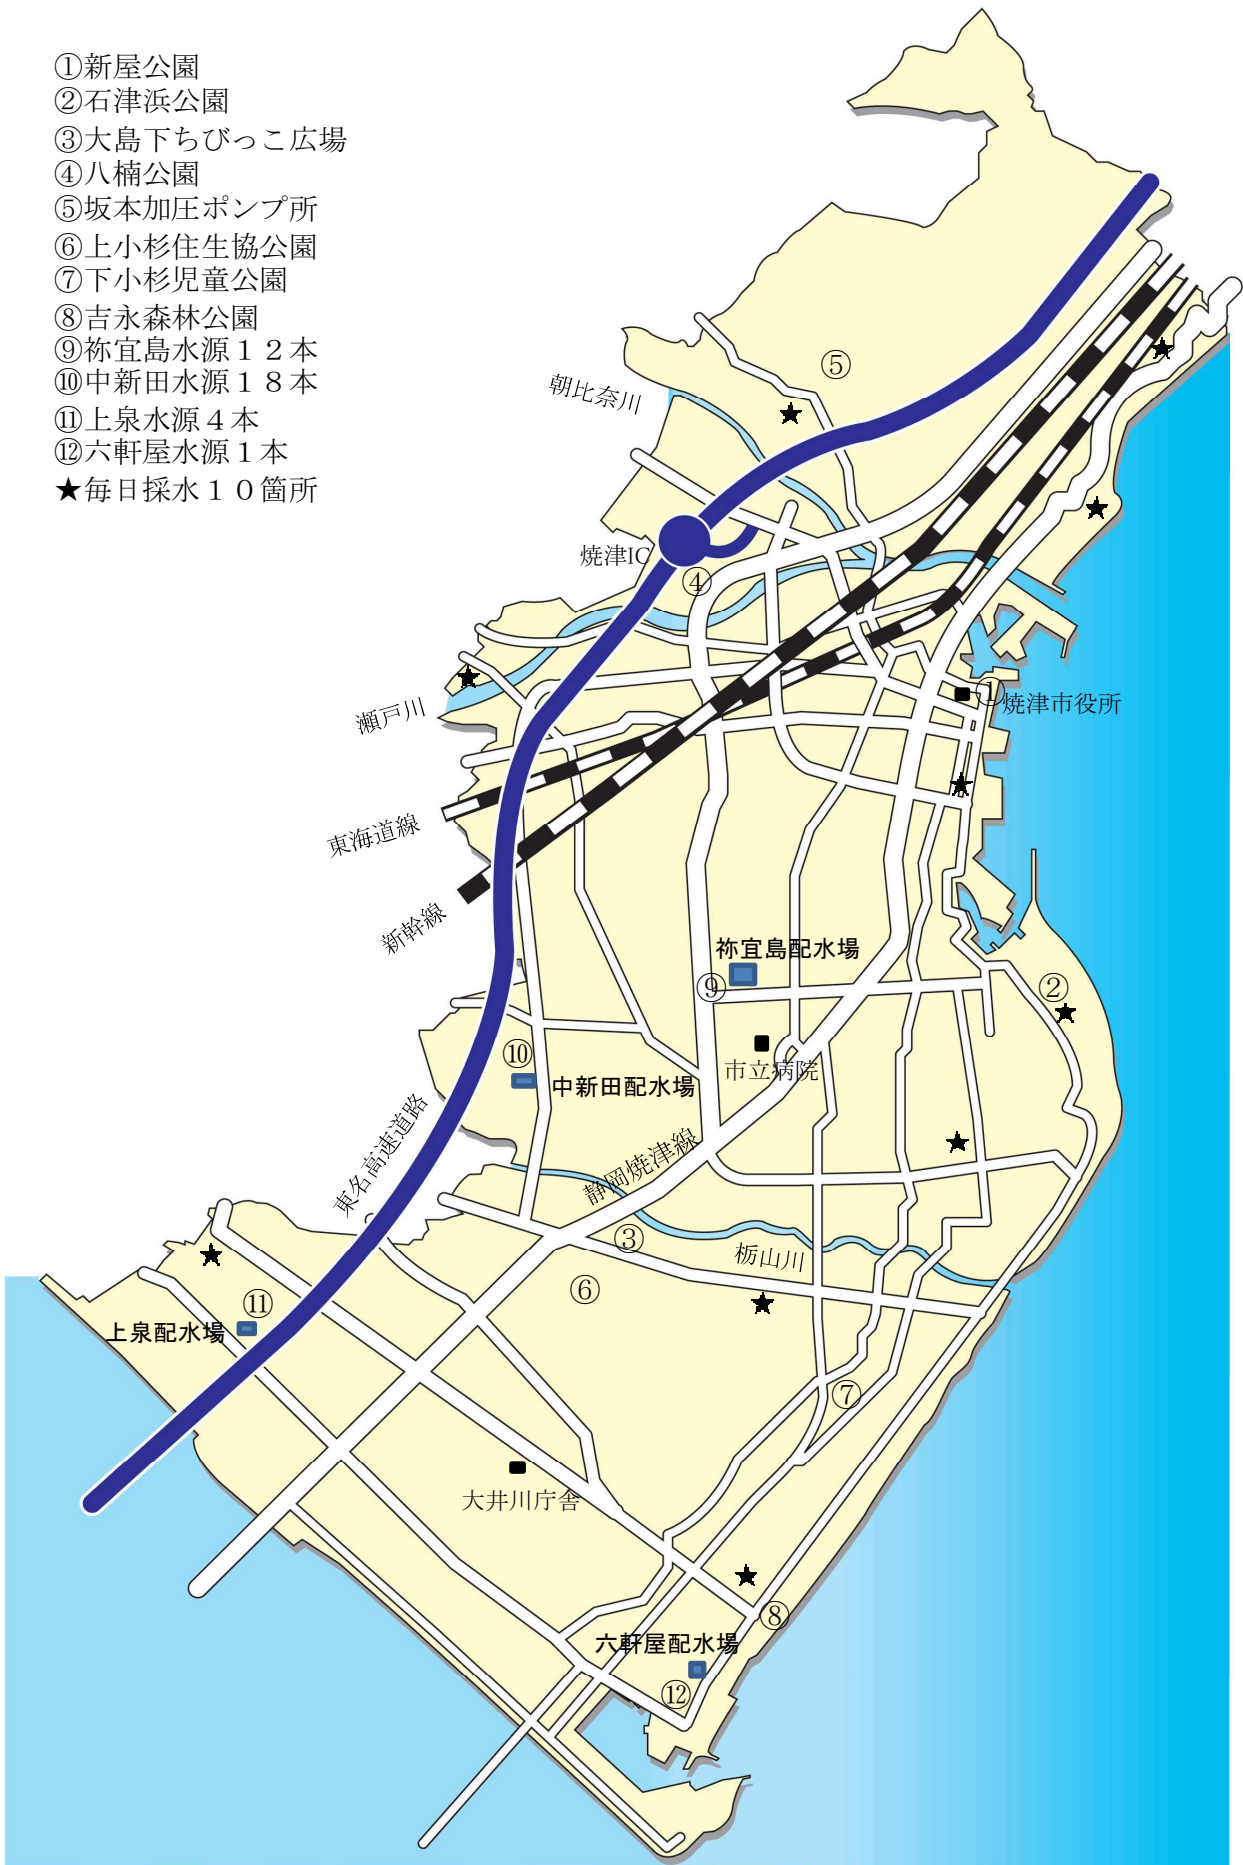 ①新屋公園
②石津浜公園
③大島下ちびっこ広場
④八楠公園
⑤坂本加圧ポンプ所
⑥上小杉住生協公園
⑦下小杉児童公園
⑧吉永森林公園
⑨祢宜島水源１２本
⑩中新田水源１８本
⑪上泉水源４本
⑫六軒屋水源１本
★毎日採水１０箇所
⑤
朝比奈川
★
★
★
焼津IC
④
★
瀬戸川
①
焼津市役所
★
東海道線
新幹線
祢宜島配水場
⑨
②
★
⑩
市立病院
中新田配水場
東名高速道路
静岡焼津線
★
③
栃山川
★
⑥
★
⑪
上泉配水場
⑦
大井川庁舎
★
⑧
六軒屋配水場
⑫